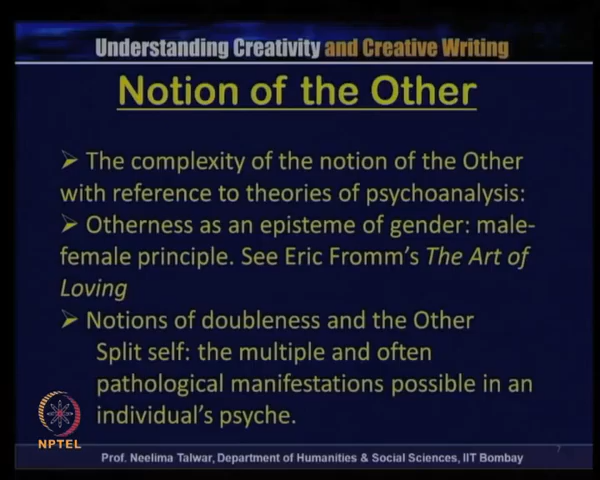 Understanding Creativity and Creative Writing
Notion of the Other
➤ The complexity of the notion of the Other
with reference to theories of psychoanalysis:
➤ Otherness as an episteme of gender: male-
female principle. See Eric Fromm's The Art of
Loving
➤ Notions of doubleness and the Other
Split self: the multiple and often
pathological manifestations possible in an
individual's psyche.
NPTEL
Prof. Neelima Talwar, Department of Humanities & Social Sciences, IIT Bombay
7